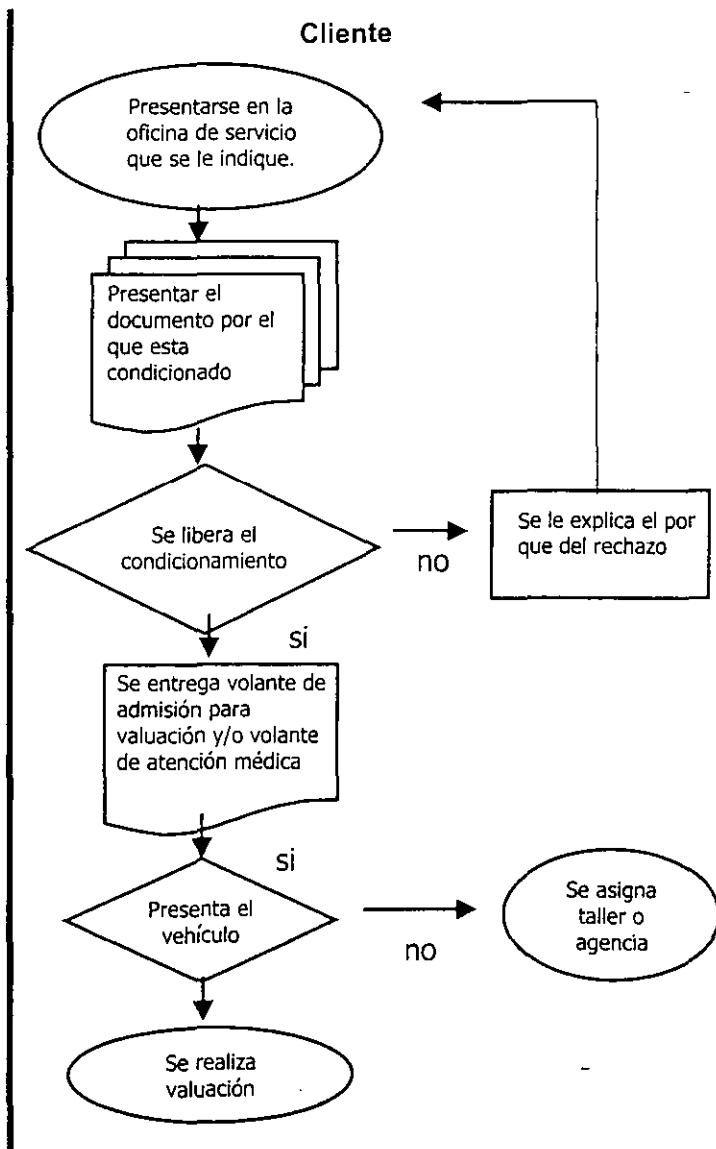 Cliente
Presentarse en la
oficina de servicio
que se le indique.
Presentar el
documento por el
que esta
condicionado
Se libera el
condicionamiento
no
Se le explica el por
que del rechazo
si
Se entrega volante de
admisión para
valuación y/o volante
de atención médica
si
Presenta el
vehículo
no
Se asigna
taller o
agencia
Se realiza
valuación